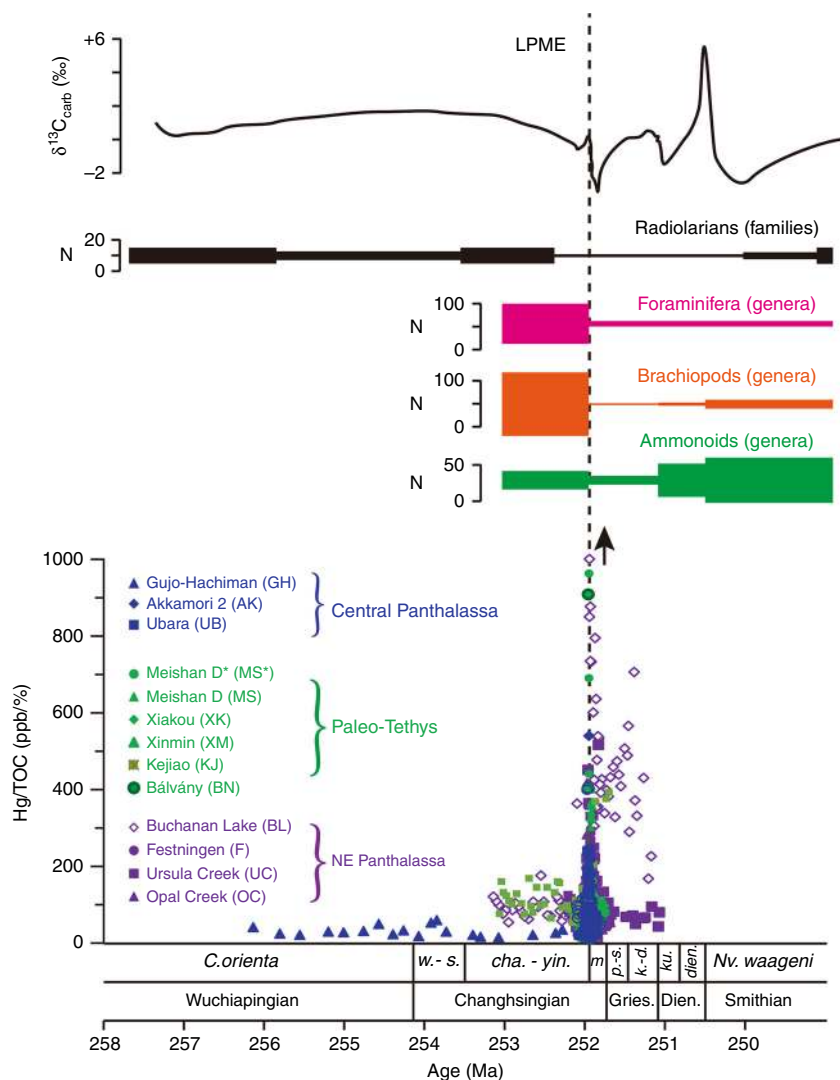 LPME
+6
δ13Ccarb (‰)
−2
Radiolarians (families)
20
N
0
Foraminifera (genera)
100
N
0
Brachiopods (genera)
100
N
0
Ammonoids (genera)
50
N
0
1000
800
600
400
200
0
Hg/TOC (ppb/%)
Gujo-Hachiman (GH)
Akkamori 2 (AK)
Ubara (UB)
Central Panthalassa
Meishan D* (MS*)
Meishan D (MS)
Xiakou (XK)
Xinmin (XM)
Kejiao (KJ)
Bálvány (BN)
Paleo-Tethys
Buchanan Lake (BL)
Festningen (F)
Ursula Creek (UC)
Opal Creek (OC)
NE Panthalassa
C.orienta w.- s. cha. - yin. m p.-s. k.-d. ku. dien. Nv. waageni
Wuchiapingian Changhsingian Gries. Dien. Smithian
258 257 256 254 255 253 252 251 250
Age (Ma)